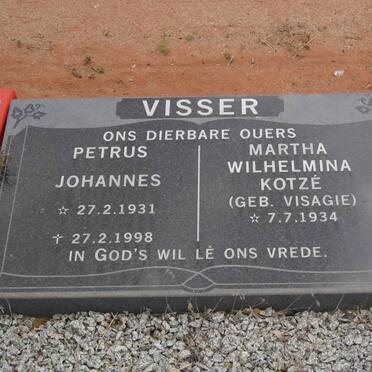 VISSER
ONS DIERBARE OUERS
PETRUS
JOHANNES
☆ 27.2.1931
✝ 27.2.1998
MARTHA
WILHELMINA
KOTZÉ
(GEB. VISAGIE)
☆ 7.7.1934
IN GOD'S WIL LÊ ONS VREDE.